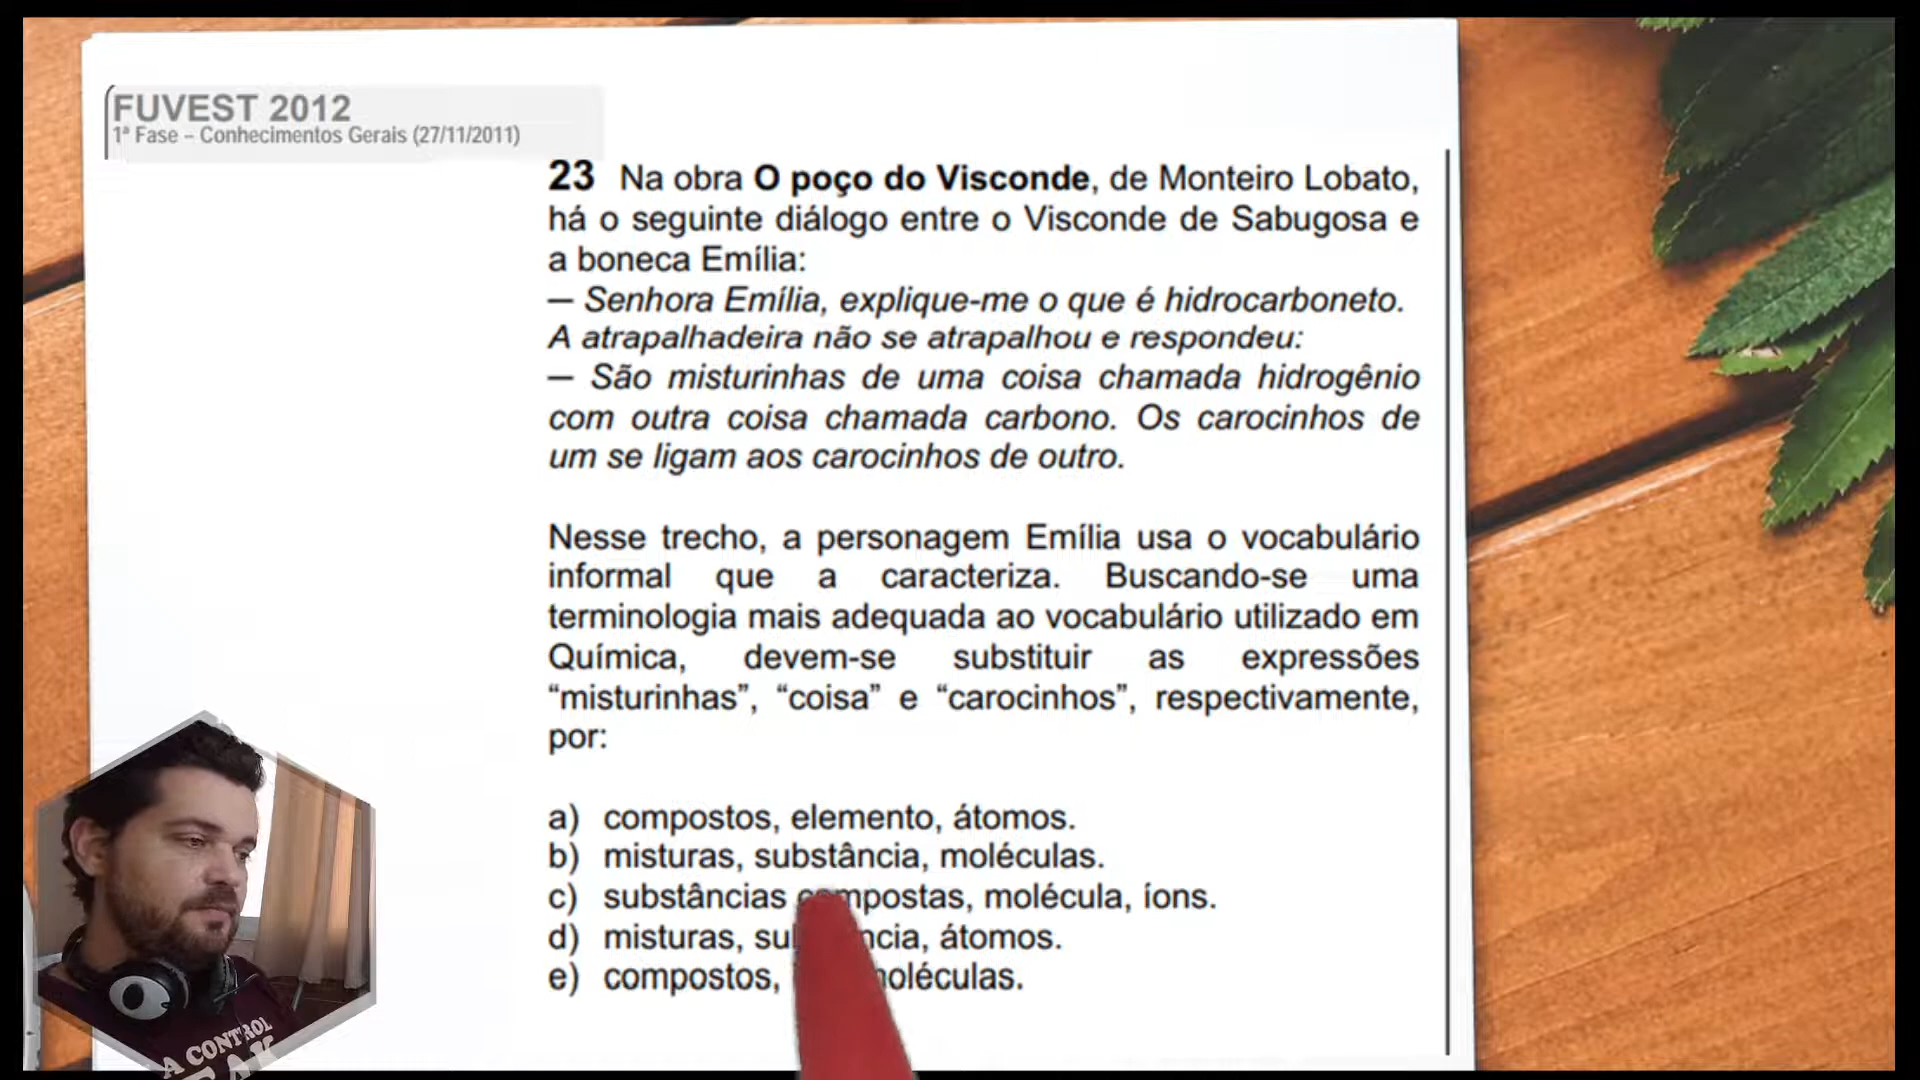 FUVEST 2012
1ª Fase – Conhecimentos Gerais (27/11/2011)
23 Na obra O poço do Visconde, de Monteiro Lobato,
há o seguinte diálogo entre o Visconde de Sabugosa e
a boneca Emília:
— Senhora Emília, explique-me o que é hidrocarboneto.
A atrapalhadeira não se atrapalhou e respondeu:
— São misturinhas de uma coisa chamada hidrogênio
com outra coisa chamada carbono. Os carocinhos de
um se ligam aos carocinhos de outro.
Nesse trecho, a personagem Emília usa o vocabulário
informal que a caracteriza. Buscando-se uma
terminologia mais adequada ao vocabulário utilizado em
Química, devem-se substituir as expressões
“misturinhas”, “coisa” e “carocinhos”, respectivamente,
por:
a) compostos, elemento, átomos.
b) misturas, substância, moléculas.
c) substâncias compostas, molécula, íons.
d) misturas, substância, átomos.
e) compostos, moléculas.
A CONTROL